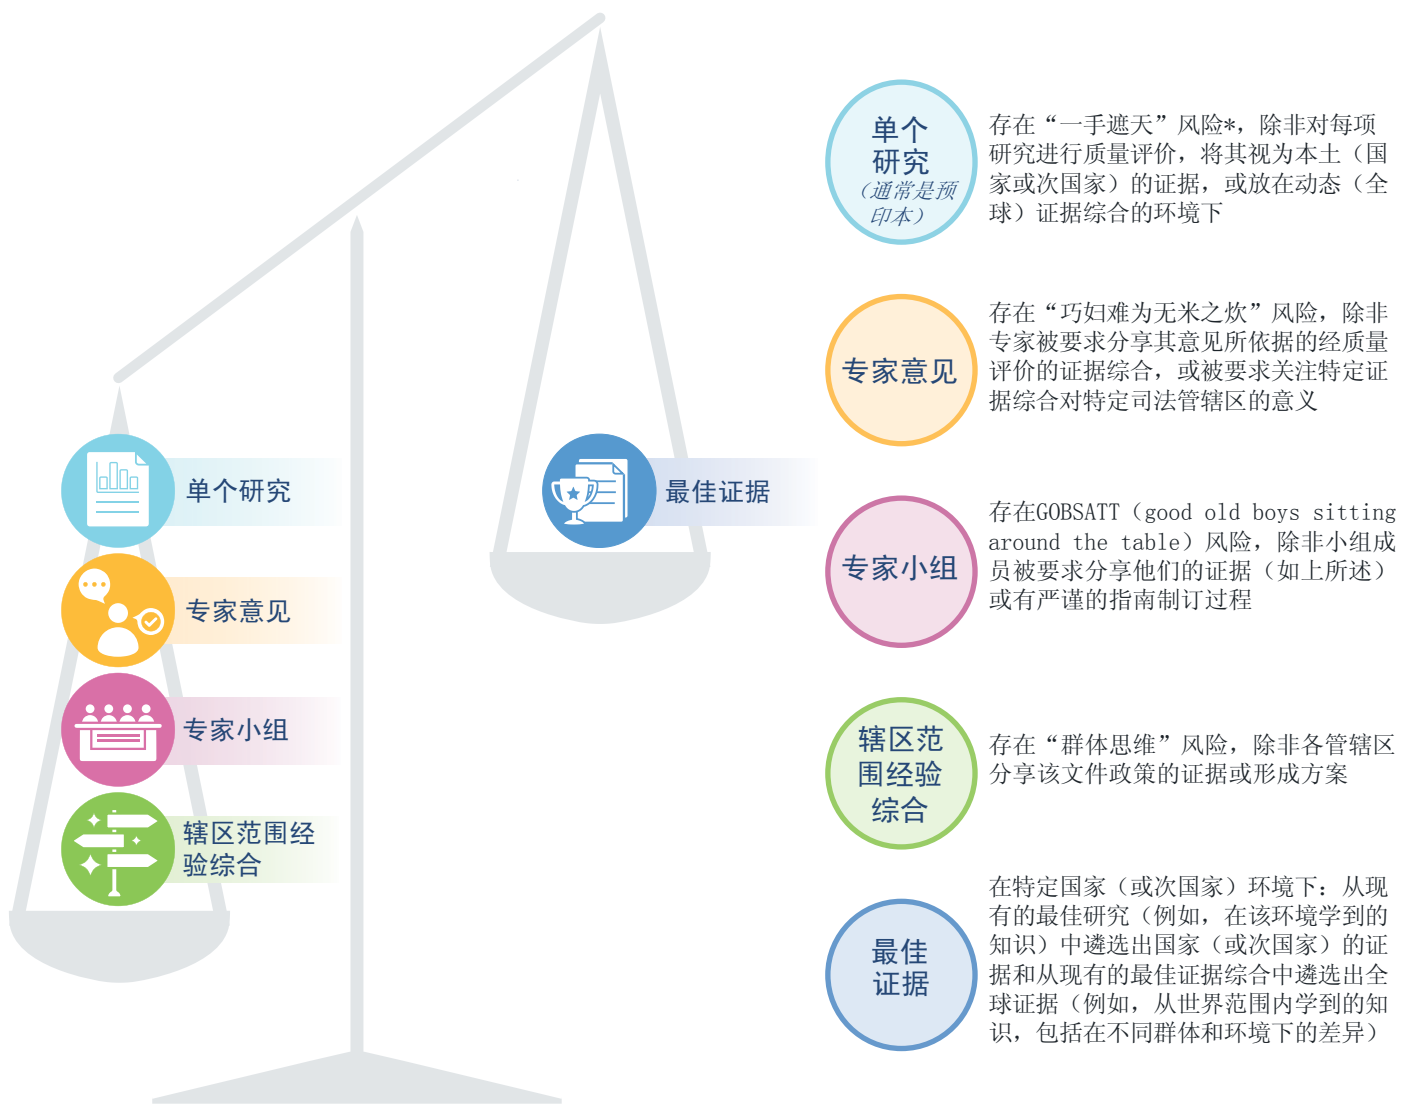 单个研究
专家意见
专家小组
辖区范围经
验综合
最佳证据
单个
研究
（通常是预
印本）
存在“一手遮天”风险*，除非对每项
研究进行质量评价，将其视为本土（国
家或次国家）的证据，或放在动态（全
球）证据综合的环境下
专家意见
存在“巧妇难为无米之炊”风险，除非
专家被要求分享其意见所依据的经质量
评价的证据综合，或被要求关注特定证
据综合对特定司法管辖区的意义
专家小组
存在GOBSATT（good old boys sitting
around the table）风险，除非小组成
员被要求分享他们的证据（如上所述）
或有严谨的指南制订过程
辖区范
围经验
综合
存在“群体思维”风险，除非各管辖区
分享该文件政策的证据或形成方案
最佳
证据
在特定国家（或次国家）环境下：从现
有的最佳研究（例如，在该环境学到的
知识）中遴选出国家（或次国家）的证
据和从现有的最佳证据综合中遴选出全
球证据（例如，从世界范围内学到的知
识，包括在不同群体和环境下的差异）